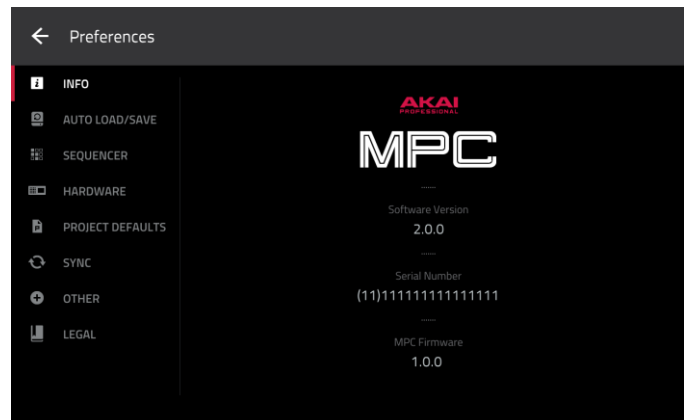 Preferences
INFO
AUTO LOAD/SAVE
SEQUENCER
HARDWARE
PROJECT DEFAULTS
SYNC
OTHER
LEGAL
AKAI
PROFESSIONAL
MPC
Software Version
2.0.0
Serial Number
(11)111111111111111
MPC Firmware
1.0.0